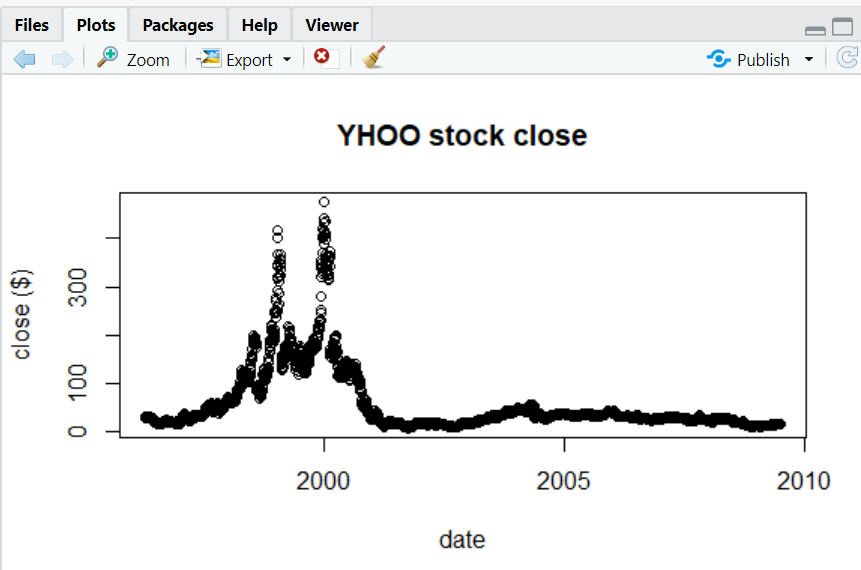 Files Plots Packages Help Viewer
Zoom Export Publish
YHOO stock close
close ($)
300
100
0
2000 2005 2010
date